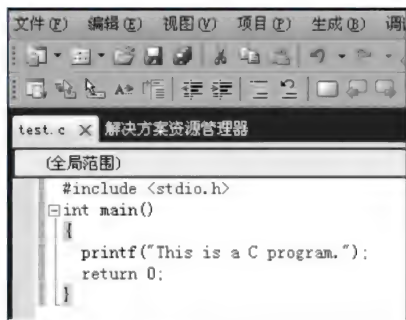 文件(F) 编辑(E) 视图(V) 项目(P) 生成(B)
test.c × 解决方案资源管理器
(全局范围)
#include <stdio.h>
int main()
{
printf("This is a C program.");
return 0;
}